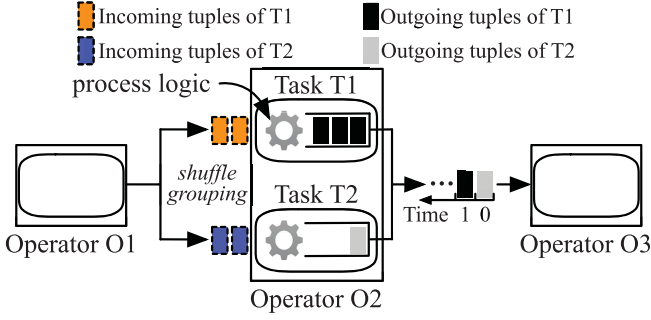 Incoming tuples of T1
Outgoing tuples of T1
Incoming tuples of T2
Outgoing tuples of T2
process logic
Task T1
shuffle
grouping
Task T2
...
Time 1 0
Operator O1
Operator O2
Operator O3